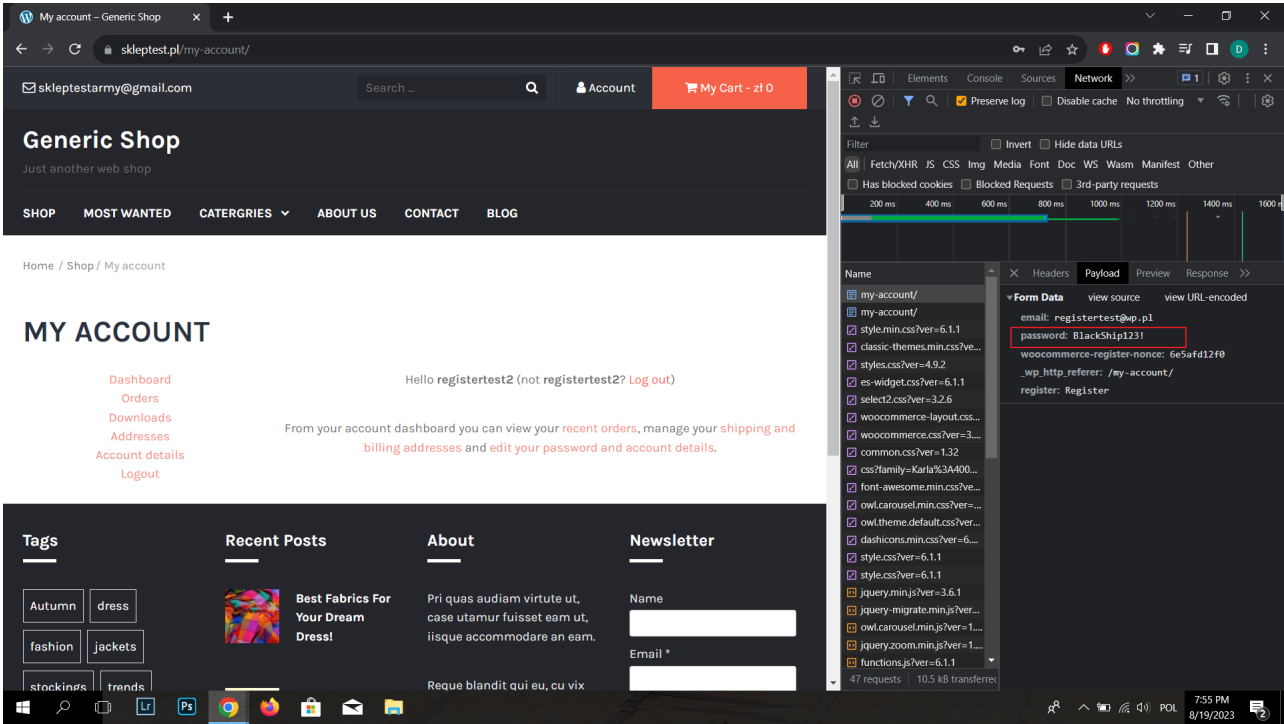 My account – Generic Shop
skleptest.pl/my-account/
D
skleptestarmy@gmail.com
Search ...
Account
My Cart - zł 0
Generic Shop
Just another web shop
SHOP MOST WANTED CATERGRIES ABOUT US CONTACT BLOG
Home / Shop / My account
MY ACCOUNT
Dashboard
Orders
Downloads
Addresses
Account details
Logout
Hello registertest2 (not registertest2? Log out)
From your account dashboard you can view your recent orders, manage your shipping and
billing addresses and edit your password and account details.
Tags
Autumn dress
fashion jackets
stockings trends
Recent Posts
Best Fabrics For
Your Dream
Dress!
About
Pri quas audiam virtute ut,
case utamur fuisset eam ut,
iisque accommodare an eam.
Reque blandit qui eu, cu vix
Newsletter
Name
Email *
Elements Console Sources Network 1
Preserve log Disable cache No throttling
Filter Invert Hide data URLs
All Fetch/XHR JS CSS Img Media Font Doc WS Wasm Manifest Other
Has blocked cookies Blocked Requests 3rd-party requests
200 ms 400 ms 600 ms 800 ms 1000 ms 1200 ms 1400 ms 1600 
Name
my-account/
my-account/
style.min.css?ver=6.1.1
classic-themes.min.css?ve...
styles.css?ver=4.9.2
es-widget.css?ver=6.1.1
select2.css?ver=3.2.6
woocommerce-layout.css...
woocommerce.css?ver=3....
common.css?ver=1.32
css?family=Karla%3A400...
font-awesome.min.css?ve...
owl.carousel.min.css?ver=...
owl.theme.default.css?ver...
dashicons.min.css?ver=6....
style.css?ver=6.1.1
style.css?ver=6.1.1
jquery.min.js?ver=3.6.1
jquery-migrate.min.js?ver...
owl.carousel.min.js?ver=1....
jquery.zoom.min.js?ver=1....
functions.js?ver=6.1.1
47 requests 10.5 kB transferred
Headers Payload Preview Response
Form Data view source view URL-encoded
email: registertest@wp.pl
password: BlackShip123!
woocommerce-register-nonce: 6e5afd12f0
_wp_http_referer: /my-account/
register: Register
Lr Ps
POL
7:55 PM
8/19/2023
2